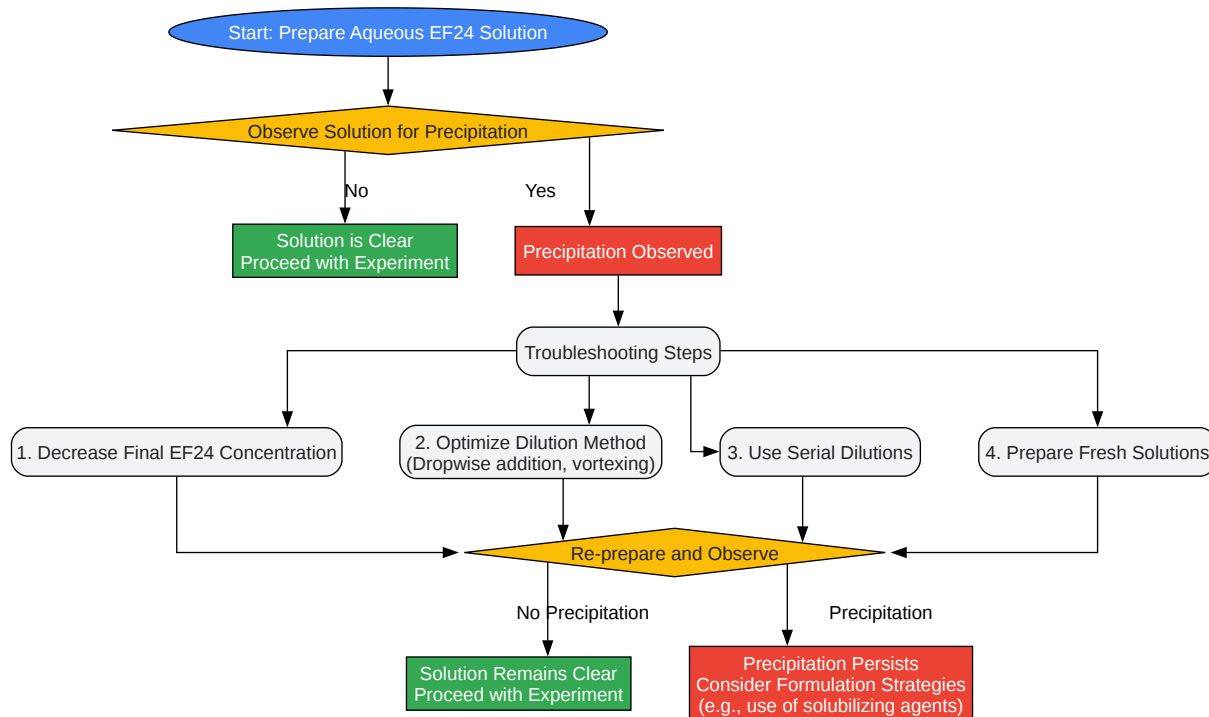 Start: Prepare Aqueous EF24 Solution
Observe Solution for Precipitation
No
Yes
Solution is Clear
Proceed with Experiment
Precipitation Observed
Troubleshooting Steps
1. Decrease Final EF24 Concentration
2. Optimize Dilution Method
(Dropwise addition, vortexing)
3. Use Serial Dilutions
4. Prepare Fresh Solutions
Re-prepare and Observe
No Precipitation
Precipitation
Solution Remains Clear
Proceed with Experiment
Precipitation Persists
Consider Formulation Strategies
(e.g., use of solubilizing agents)